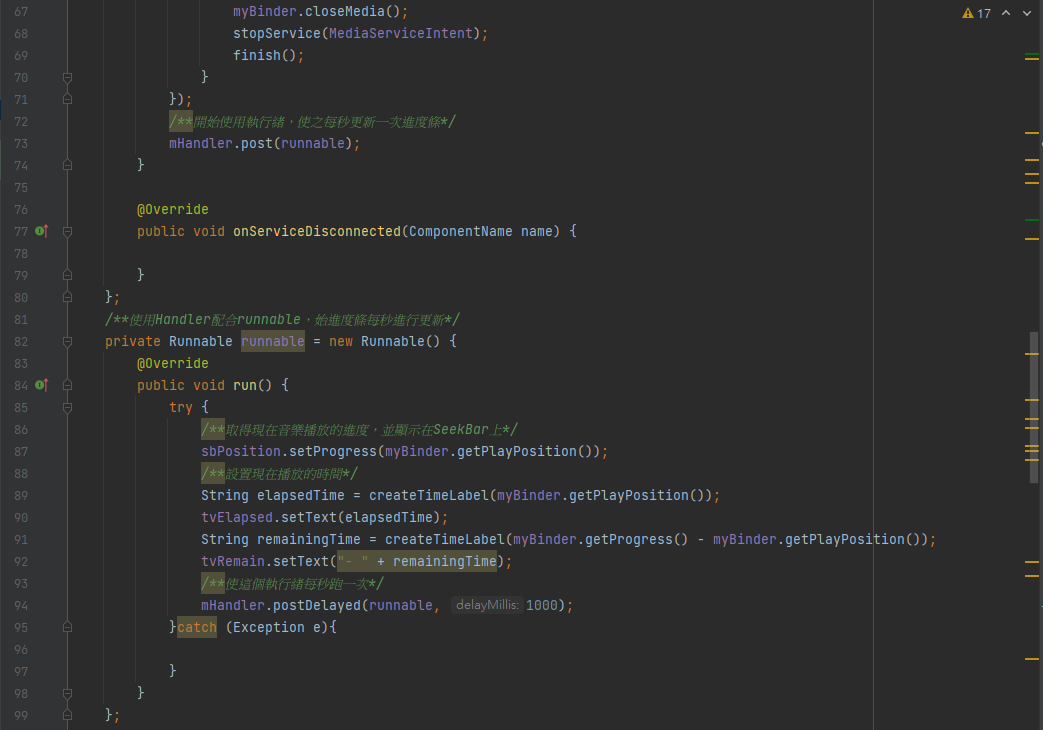 67 myBinder.closeMedia();
17
68 stopService(MediaServiceIntent);
69 finish();
70 }
71 });
72 /**開始使用執行緒，使之每秒更新一次進度條*/
73 mHandler.post(runnable);
74 }
75
76 @Override
77 public void onServiceDisconnected(ComponentName name) {
78
79 }
80 };
81 /**使用Handler配合runnable，始進度條每秒進行更新*/
82 private Runnable runnable = new Runnable() {
83 @Override
84 public void run() {
85 try {
86 /**取得現在音樂播放的進度，並顯示在SeekBar上*/
87 sbPosition.setProgress(myBinder.getPlayPosition());
88 /**設置現在播放的時間*/
89 String elapsedTime = createTimeLabel(myBinder.getPlayPosition());
90 tvElapsed.setText(elapsedTime);
91 String remainingTime = createTimeLabel(myBinder.getProgress() - myBinder.getPlayPosition());
92 tvRemain.setText("- " + remainingTime);
93 /**使這個執行緒每秒跑一次*/
94 mHandler.postDelayed(runnable, delayMillis: 1000);
95 }catch (Exception e){
96
97 }
98 }
99 };